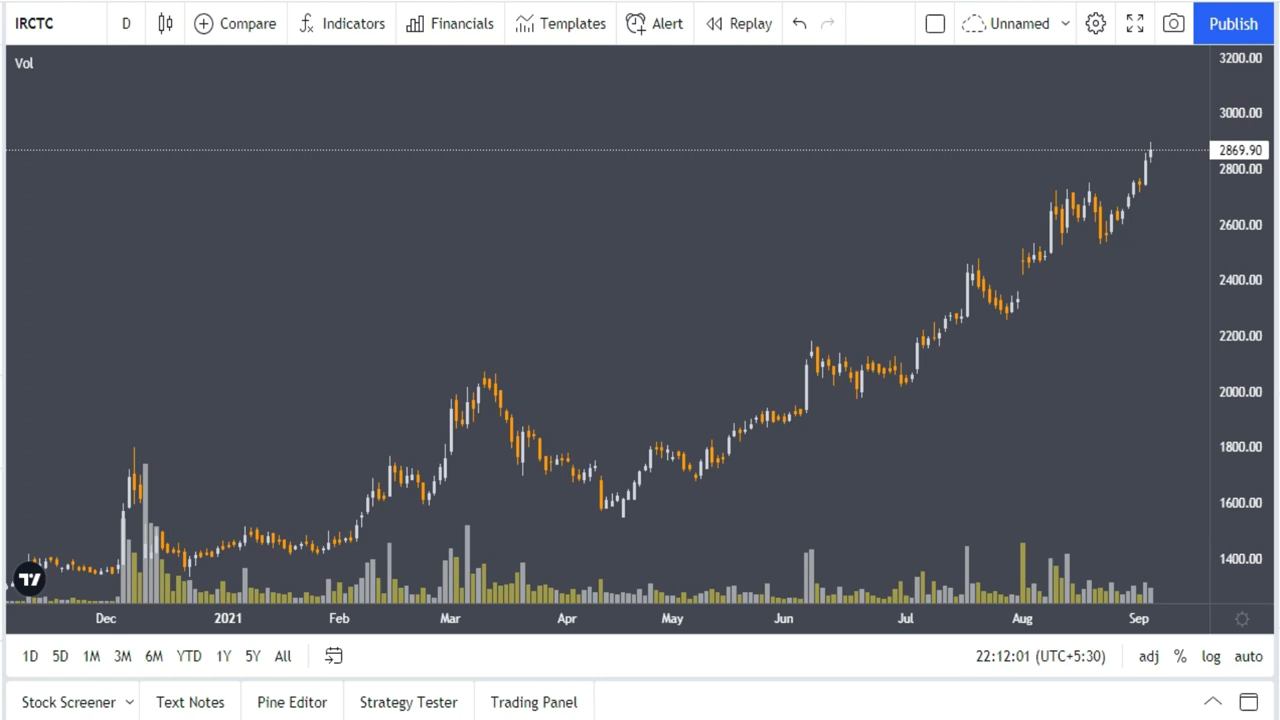 IRCTC D Compare Indicators Financials Templates Alert Replay Unnamed Publish
Vol
3200.00
3000.00
2869.90
2800.00
2600.00
2400.00
2200.00
2000.00
1800.00
1600.00
1400.00
Dec 2021 Feb Mar Apr May Jun Jul Aug Sep
1D 5D 1M 3M 6M YTD 1Y 5Y All 22:12:01 (UTC+5:30) adj % log auto
Stock Screener Text Notes Pine Editor Strategy Tester Trading Panel